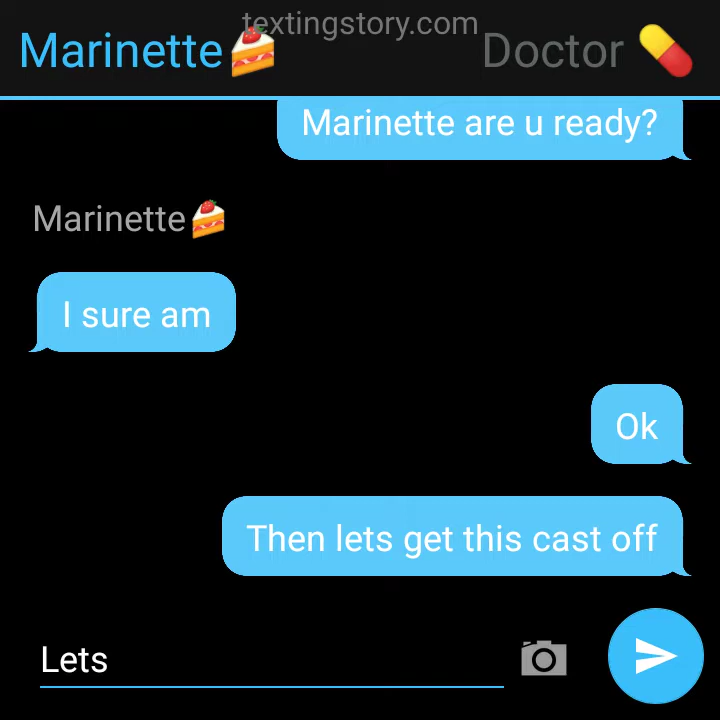 textingstory.com
Marinette🍰 Doctor 💊
Marinette are u ready?
Marinette🍰
I sure am
Ok
Then lets get this cast off
Lets